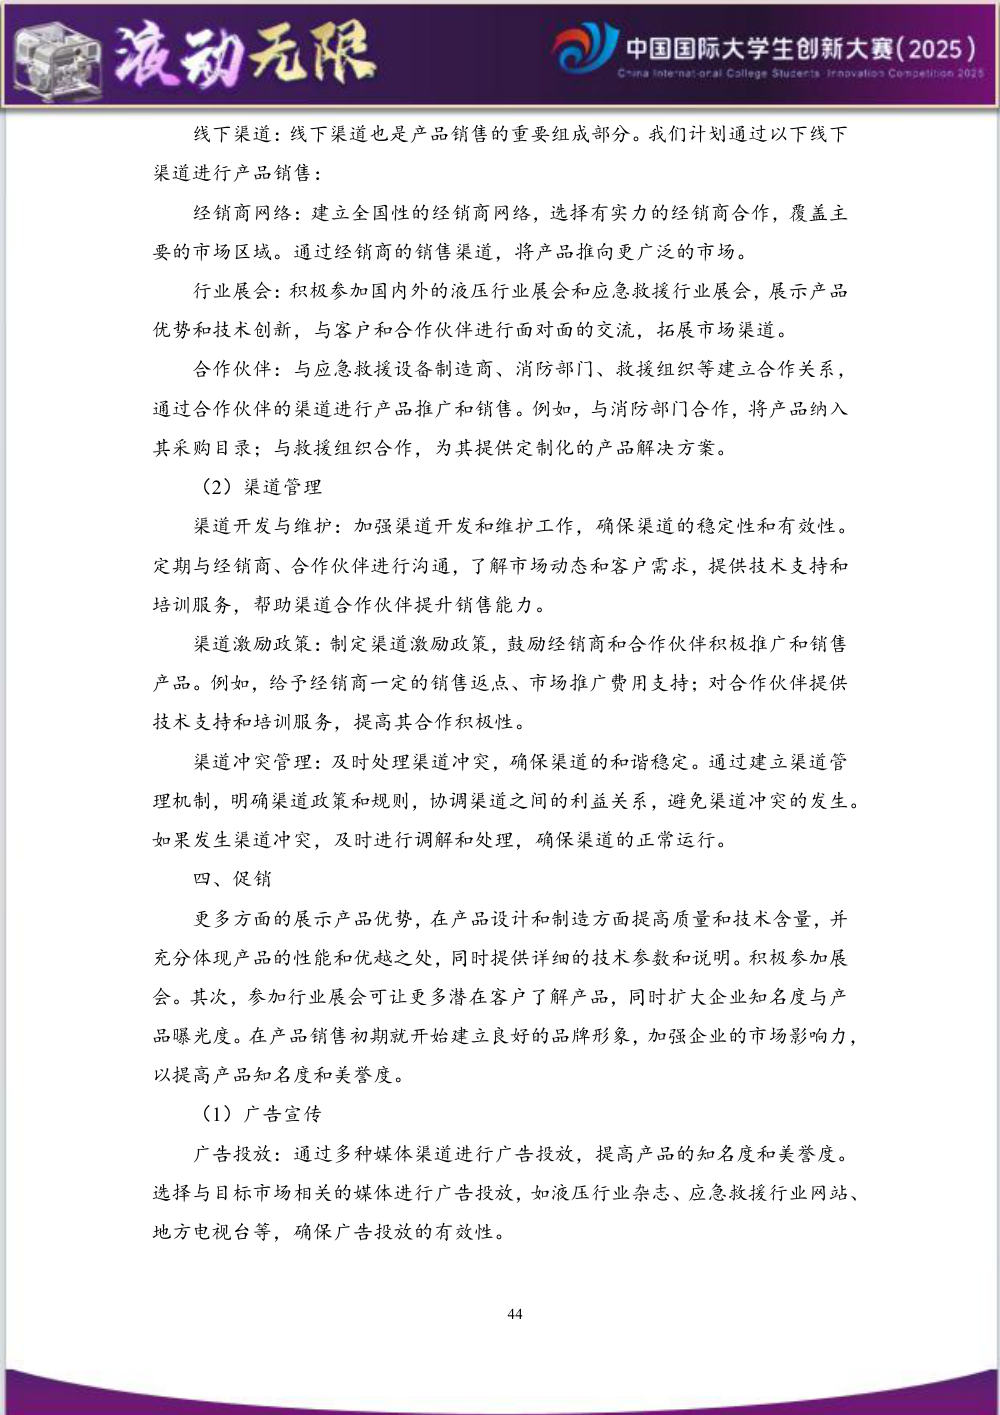 液动无限
中国国际大学生创新大赛(2025)
China International College Students' Innovation Competition 2025
线下渠道：线下渠道也是产品销售的重要组成部分。我们计划通过以下线下
渠道进行产品销售：
经销商网络：建立全国性的经销商网络，选择有实力的经销商合作，覆盖主
要的市场区域。通过经销商的销售渠道，将产品推向更广泛的市场。
行业展会：积极参加国内外的液压行业展会和应急救援行业展会，展示产品
优势和技术创新，与客户和合作伙伴进行面对面的交流，拓展市场渠道。
合作伙伴：与应急救援设备制造商、消防部门、救援组织等建立合作关系，
通过合作伙伴的渠道进行产品推广和销售。例如，与消防部门合作，将产品纳入
其采购目录；与救援组织合作，为其提供定制化的产品解决方案。
（2）渠道管理
渠道开发与维护：加强渠道开发和维护工作，确保渠道的稳定性和有效性。
定期与经销商、合作伙伴进行沟通，了解市场动态和客户需求，提供技术支持和
培训服务，帮助渠道合作伙伴提升销售能力。
渠道激励政策：制定渠道激励政策，鼓励经销商和合作伙伴积极推广和销售
产品。例如，给予经销商一定的销售返点、市场推广费用支持；对合作伙伴提供
技术支持和培训服务，提高其合作积极性。
渠道冲突管理：及时处理渠道冲突，确保渠道的和谐稳定。通过建立渠道管
理机制，明确渠道政策和规则，协调渠道之间的利益关系，避免渠道冲突的发生。
如果发生渠道冲突，及时进行调解和处理，确保渠道的正常运行。
四、促销
更多方面的展示产品优势，在产品设计和制造方面提高质量和技术含量，并
充分体现产品的性能和优越之处，同时提供详细的技术参数和说明。积极参加展
会。其次，参加行业展会可让更多潜在客户了解产品，同时扩大企业知名度与产
品曝光度。在产品销售初期就开始建立良好的品牌形象，加强企业的市场影响力，
以提高产品知名度和美誉度。
（1）广告宣传
广告投放：通过多种媒体渠道进行广告投放，提高产品的知名度和美誉度。
选择与目标市场相关的媒体进行广告投放，如液压行业杂志、应急救援行业网站、
地方电视台等，确保广告投放的有效性。
44